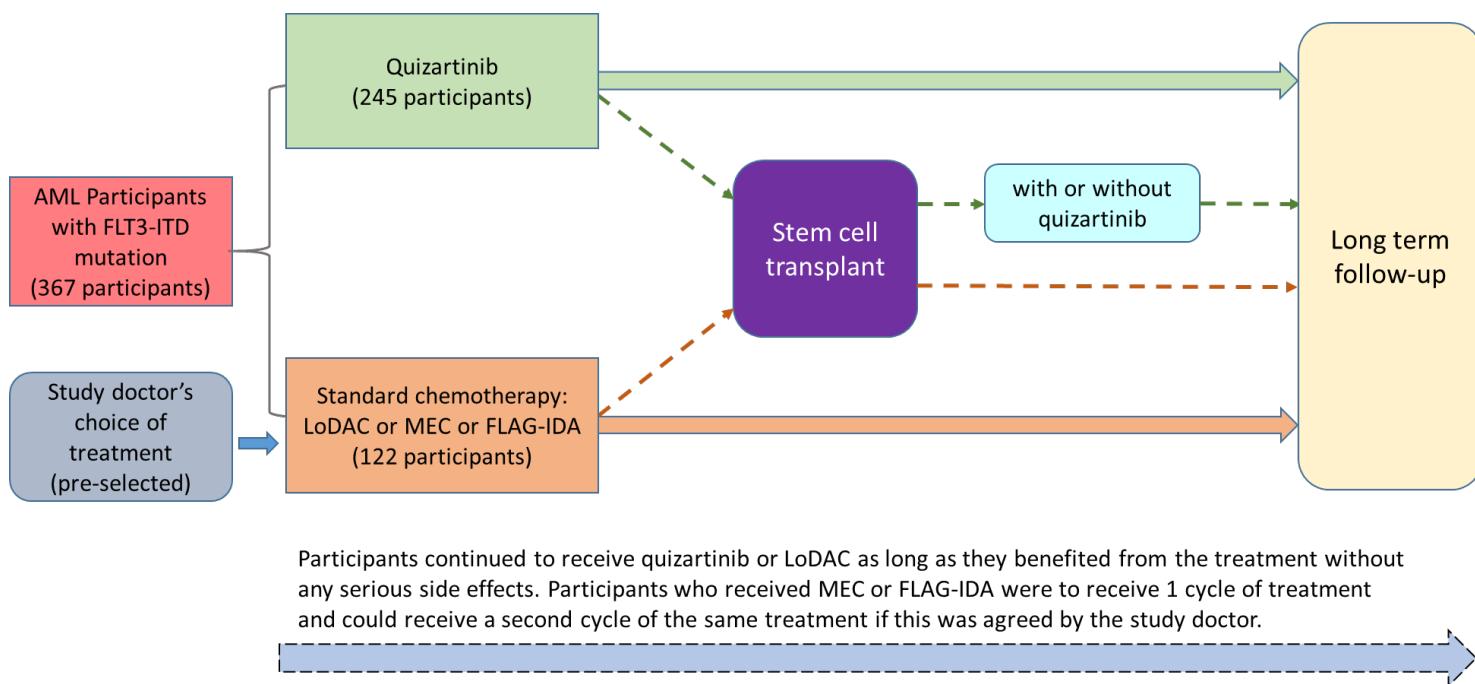 AML Participants
with FLT3-ITD
mutation
(367 participants)
Study doctor's
choice of
treatment
(pre-selected)
Quizartinib
(245 participants)
Standard chemotherapy:
LoDAC or MEC or FLAG-IDA
(122 participants)
Stem cell
transplant
with or without
quizartinib
Long term
follow-up
Participants continued to receive quizartinib or LoDAC as long as they benefited from the treatment without
any serious side effects. Participants who received MEC or FLAG-IDA were to receive 1 cycle of treatment
and could receive a second cycle of the same treatment if this was agreed by the study doctor.